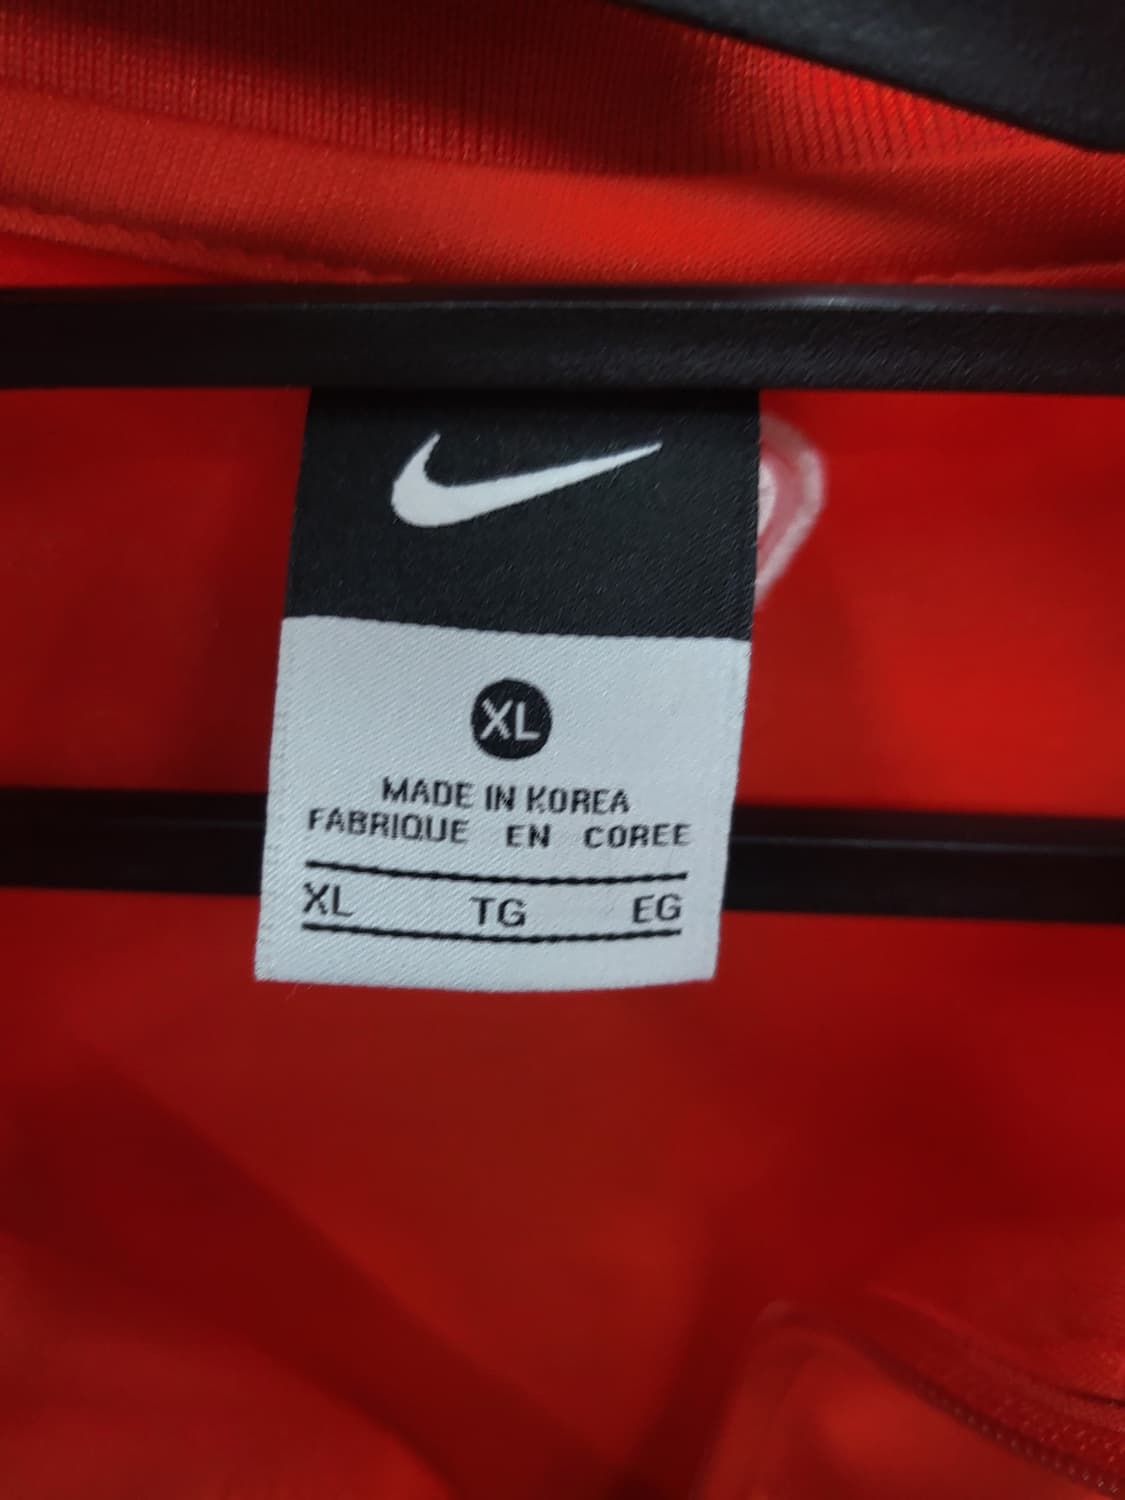 XL
MADE IN KOREA
FABRIQUE EN COREE
XL TG EG